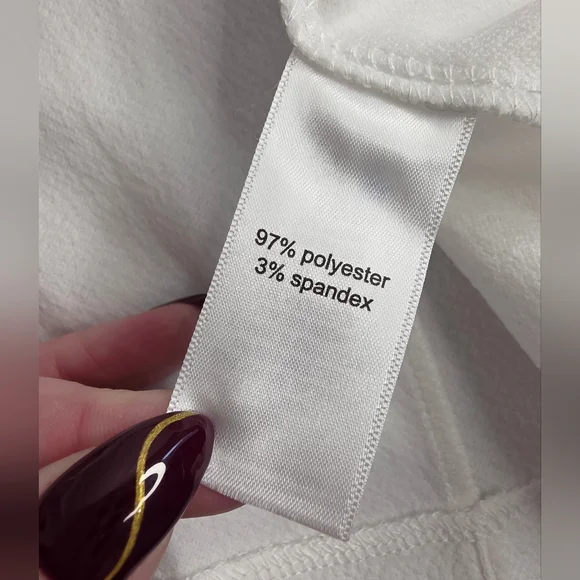 97% polyester
3% spandex